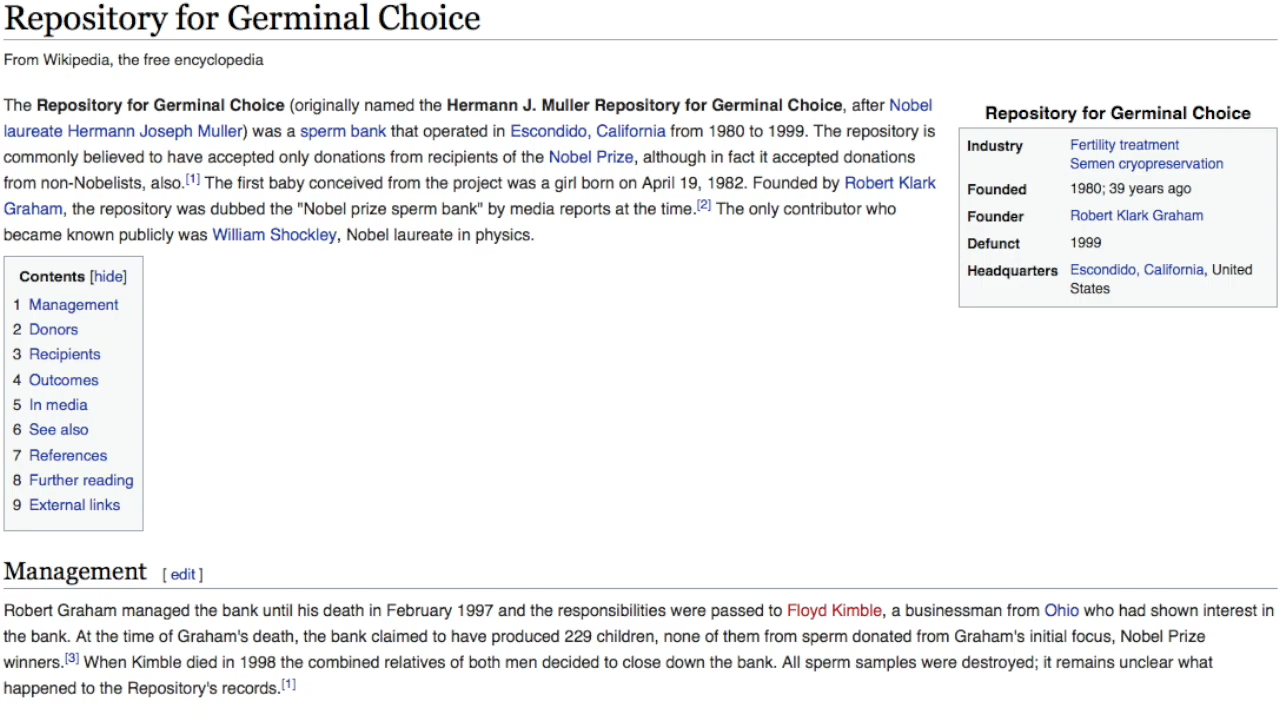 Repository for Germinal Choice
From Wikipedia, the free encyclopedia
The Repository for Germinal Choice (originally named the Hermann J. Muller Repository for Germinal Choice, after Nobel
laureate Hermann Joseph Muller) was a sperm bank that operated in Escondido, California from 1980 to 1999. The repository is
commonly believed to have accepted only donations from recipients of the Nobel Prize, although in fact it accepted donations
from non-Nobelists, also.[1] The first baby conceived from the project was a girl born on April 19, 1982. Founded by Robert Klark
Graham, the repository was dubbed the "Nobel prize sperm bank" by media reports at the time.[2] The only contributor who
became known publicly was William Shockley, Nobel laureate in physics.
Repository for Germinal Choice
Industry Fertility treatment
Semen cryopreservation
Founded 1980; 39 years ago
Founder Robert Klark Graham
Defunct 1999
Headquarters Escondido, California, United
States
Contents [hide]
1 Management
2 Donors
3 Recipients
4 Outcomes
5 In media
6 See also
7 References
8 Further reading
9 External links
Management [ edit ]
Robert Graham managed the bank until his death in February 1997 and the responsibilities were passed to Floyd Kimble, a businessman from Ohio who had shown interest in
the bank. At the time of Graham's death, the bank claimed to have produced 229 children, none of them from sperm donated from Graham's initial focus, Nobel Prize
winners.[3] When Kimble died in 1998 the combined relatives of both men decided to close down the bank. All sperm samples were destroyed; it remains unclear what
happened to the Repository's records.[1]